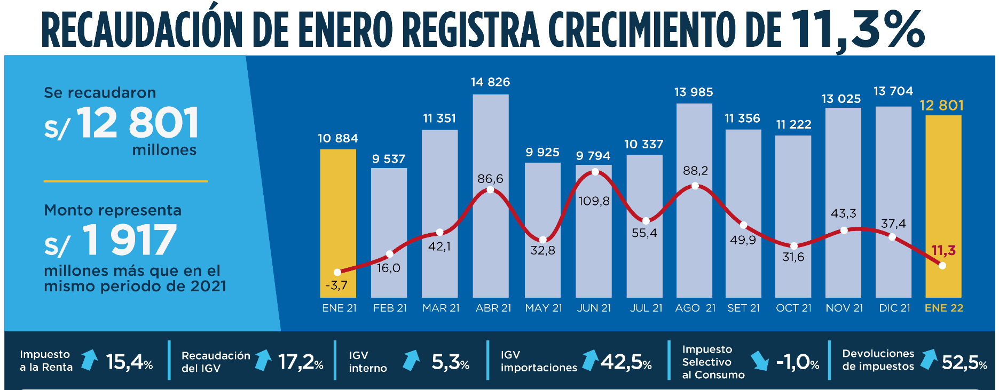 RECAUDACIÓN DE ENERO REGISTRA CRECIMIENTO DE 11,3%
Se recaudaron
S/ 12 801
millones
Monto representa
S/ 1 917
millones más que en el
mismo periodo de 2021
10 884
9 537
11 351
14 826
9 925
9 794
10 337
13 985
11 356
11 222
13 025
13 704
12 801
-3,7
16,0
42,1
86,6
32,8
109,8
55,4
88,2
49,9
31,6
43,3
37,4
11,3
ENE 21 FEB 21 MAR 21 ABR 21 MAY 21 JUN 21 JUL 21 AGO 21 SET 21 OCT 21 NOV 21 DIC 21 ENE 22
Impuesto
a la Renta
15,4%
Recaudación
del IGV
17,2%
IGV
interno
5,3%
IGV
importaciones
42,5%
Impuesto
Selectivo
al Consumo
-1,0%
Devoluciones
de impuestos
52,5%